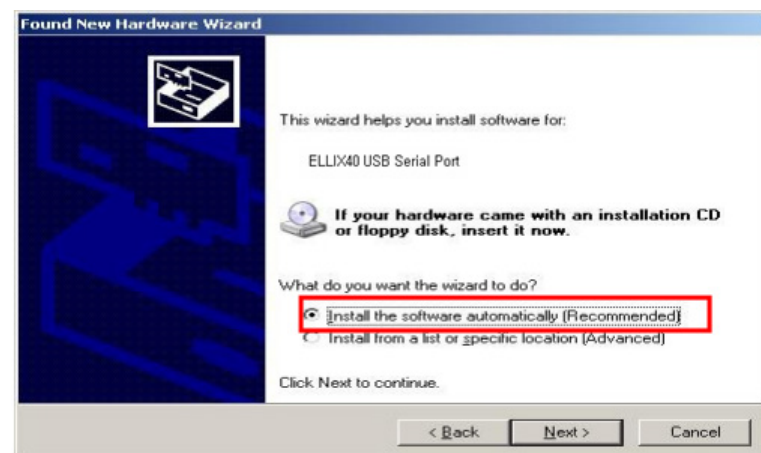 Found New Hardware Wizard
This wizard helps you install software for:
ELLIX40 USB Serial Port
If your hardware came with an installation CD
or floppy disk, insert it now.
What do you want the wizard to do?
Install the software automatically (Recommended)
Install from a list or specific location (Advanced)
Click Next to continue.
< Back
Next >
Cancel